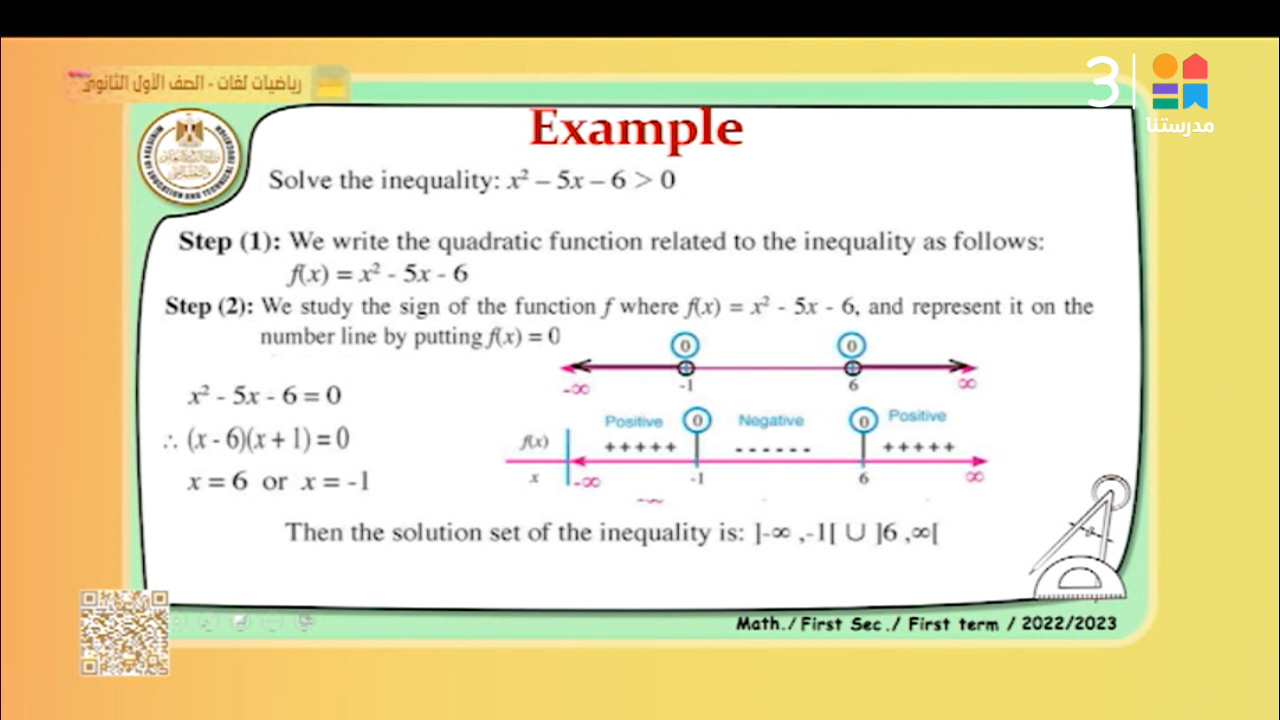 رياضيات لغات - الصف الأول الثانوي
3
مدرستنا
Example
Solve the inequality: x² – 5x – 6 > 0
Step (1): We write the quadratic function related to the inequality as follows:
f(x) = x² - 5x - 6
Step (2): We study the sign of the function f where f(x) = x² - 5x - 6, and represent it on the
number line by putting f(x) = 0
0 0
-∞ -1 6 ∞
x² - 5x - 6 = 0
∴ (x - 6)(x + 1) = 0
x = 6 or x = -1
Positive 0 Negative 0 Positive
f(x) +++++ ------ +++++
x -∞ -1 6 ∞
Then the solution set of the inequality is: ]-∞ ,-1[ ∪ ]6 ,∞[
Math./ First Sec./ First term / 2022/2023